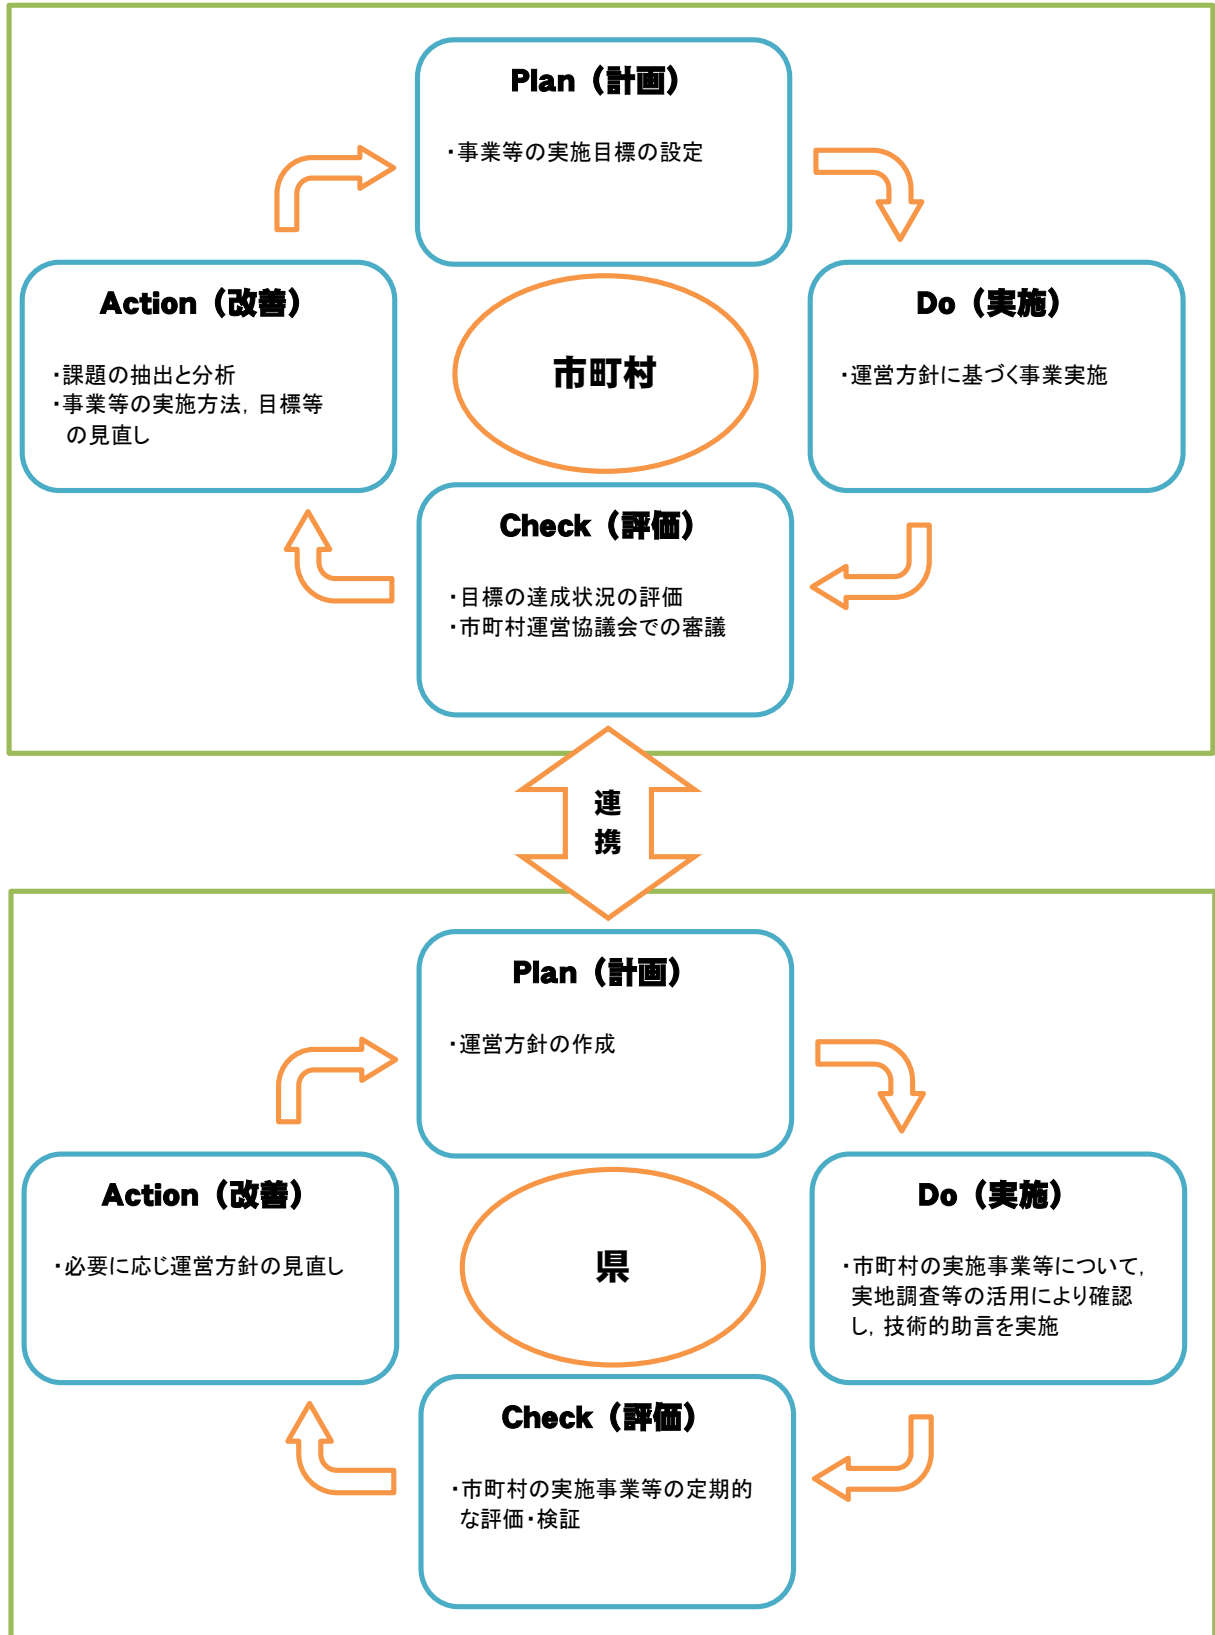 Plan（計画）
・事業等の実施目標の設定
Action（改善）
・課題の抽出と分析
・事業等の実施方法，目標等
の見直し
市町村
Do（実施）
・運営方針に基づく事業実施
Check（評価）
・目標の達成状況の評価
・市町村運営協議会での審議
連
携
Plan（計画）
・運営方針の作成
Action（改善）
・必要に応じ運営方針の見直し
県
Do（実施）
・市町村の実施事業等について，
実地調査等の活用により確認
し，技術的助言を実施
Check（評価）
・市町村の実施事業等の定期的
な評価・検証